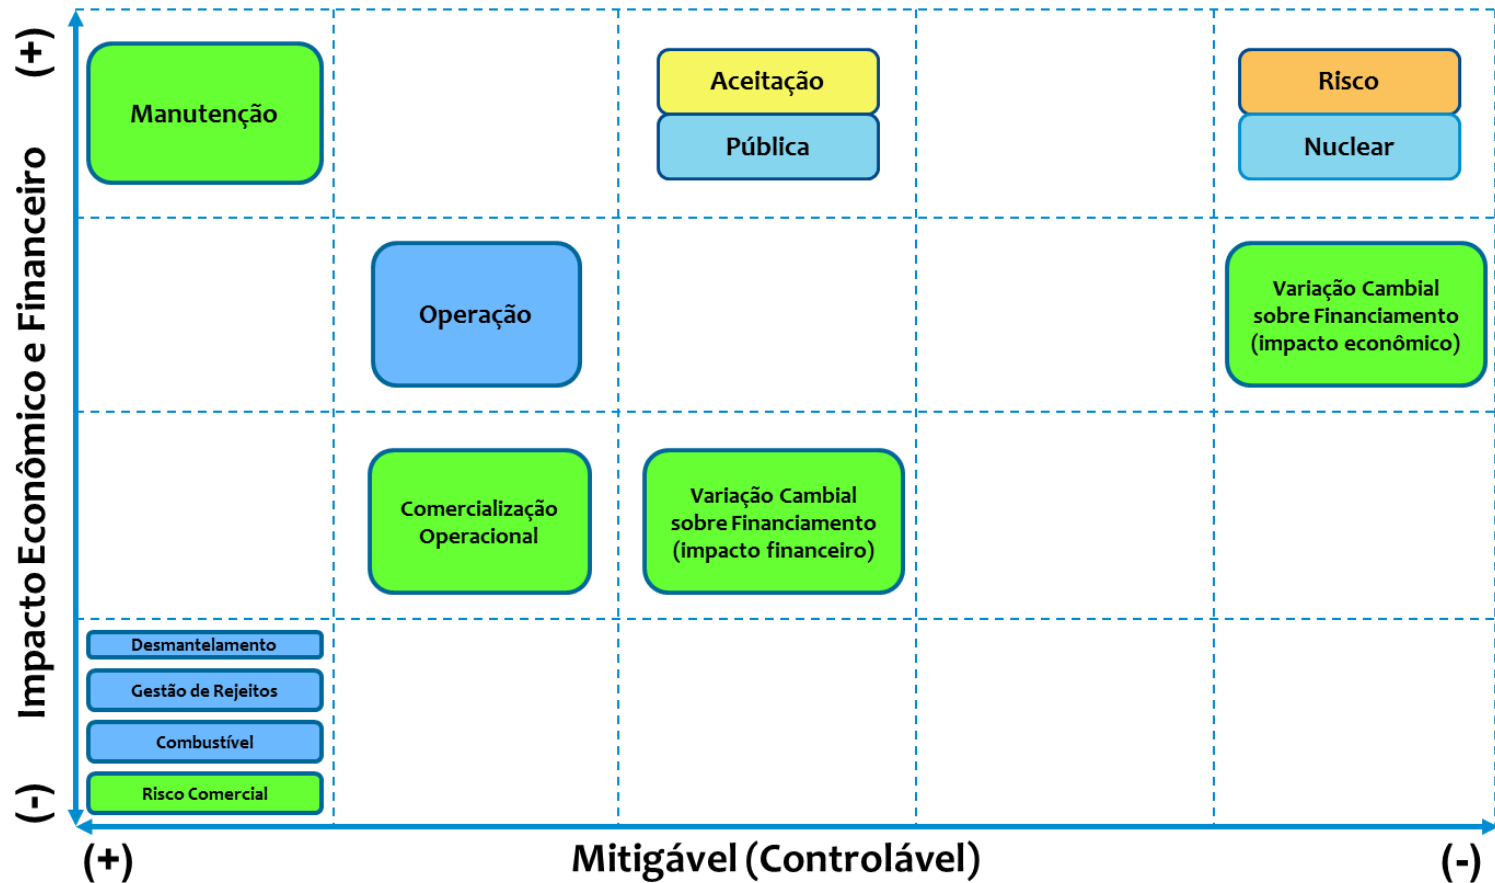 (+)
Impacto Econômico e Financeiro
(-)
Manutenção
Aceitação
Pública
Risco
Nuclear
Operação
Variação Cambial
sobre Financiamento
(impacto econômico)
Comercialização
Operacional
Variação Cambial
sobre Financiamento
(impacto financeiro)
Desmantelamento
Gestão de Rejeitos
Combustível
Risco Comercial
(+)
Mitigável (Controlável)
(-)